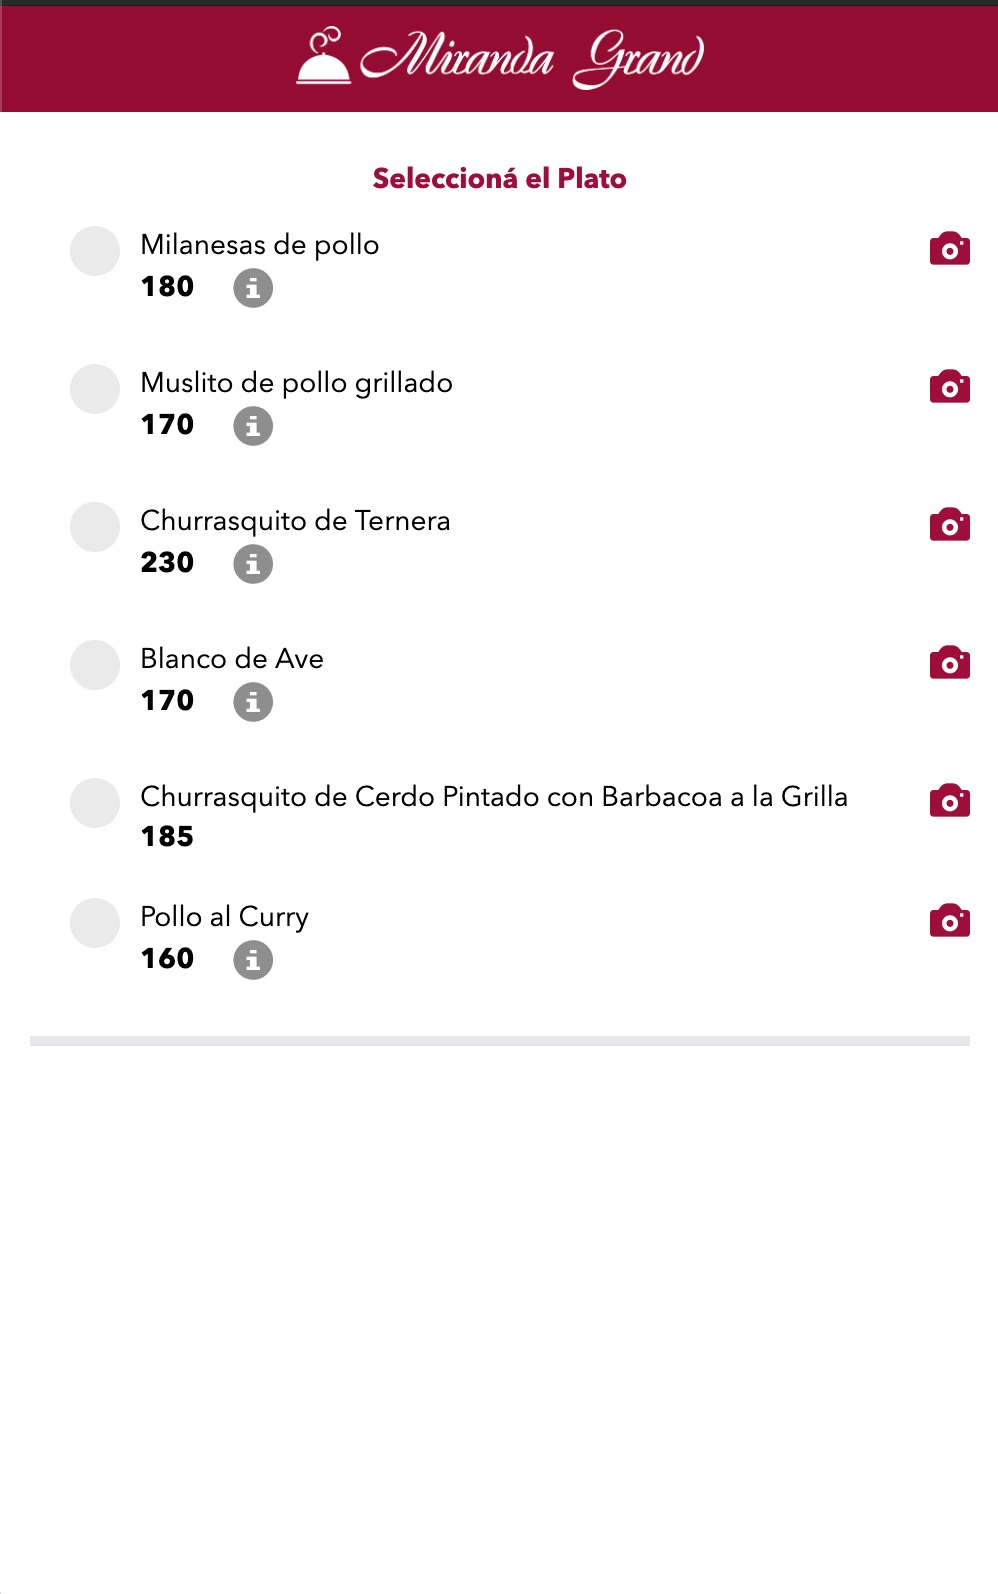 Miranda Grand
Seleccioná el Plato
Milanesas de pollo
180
Muslito de pollo grillado
170
Churrasquito de Ternera
230
Blanco de Ave
170
Churrasquito de Cerdo Pintado con Barbacoa a la Grilla
185
Pollo al Curry
160